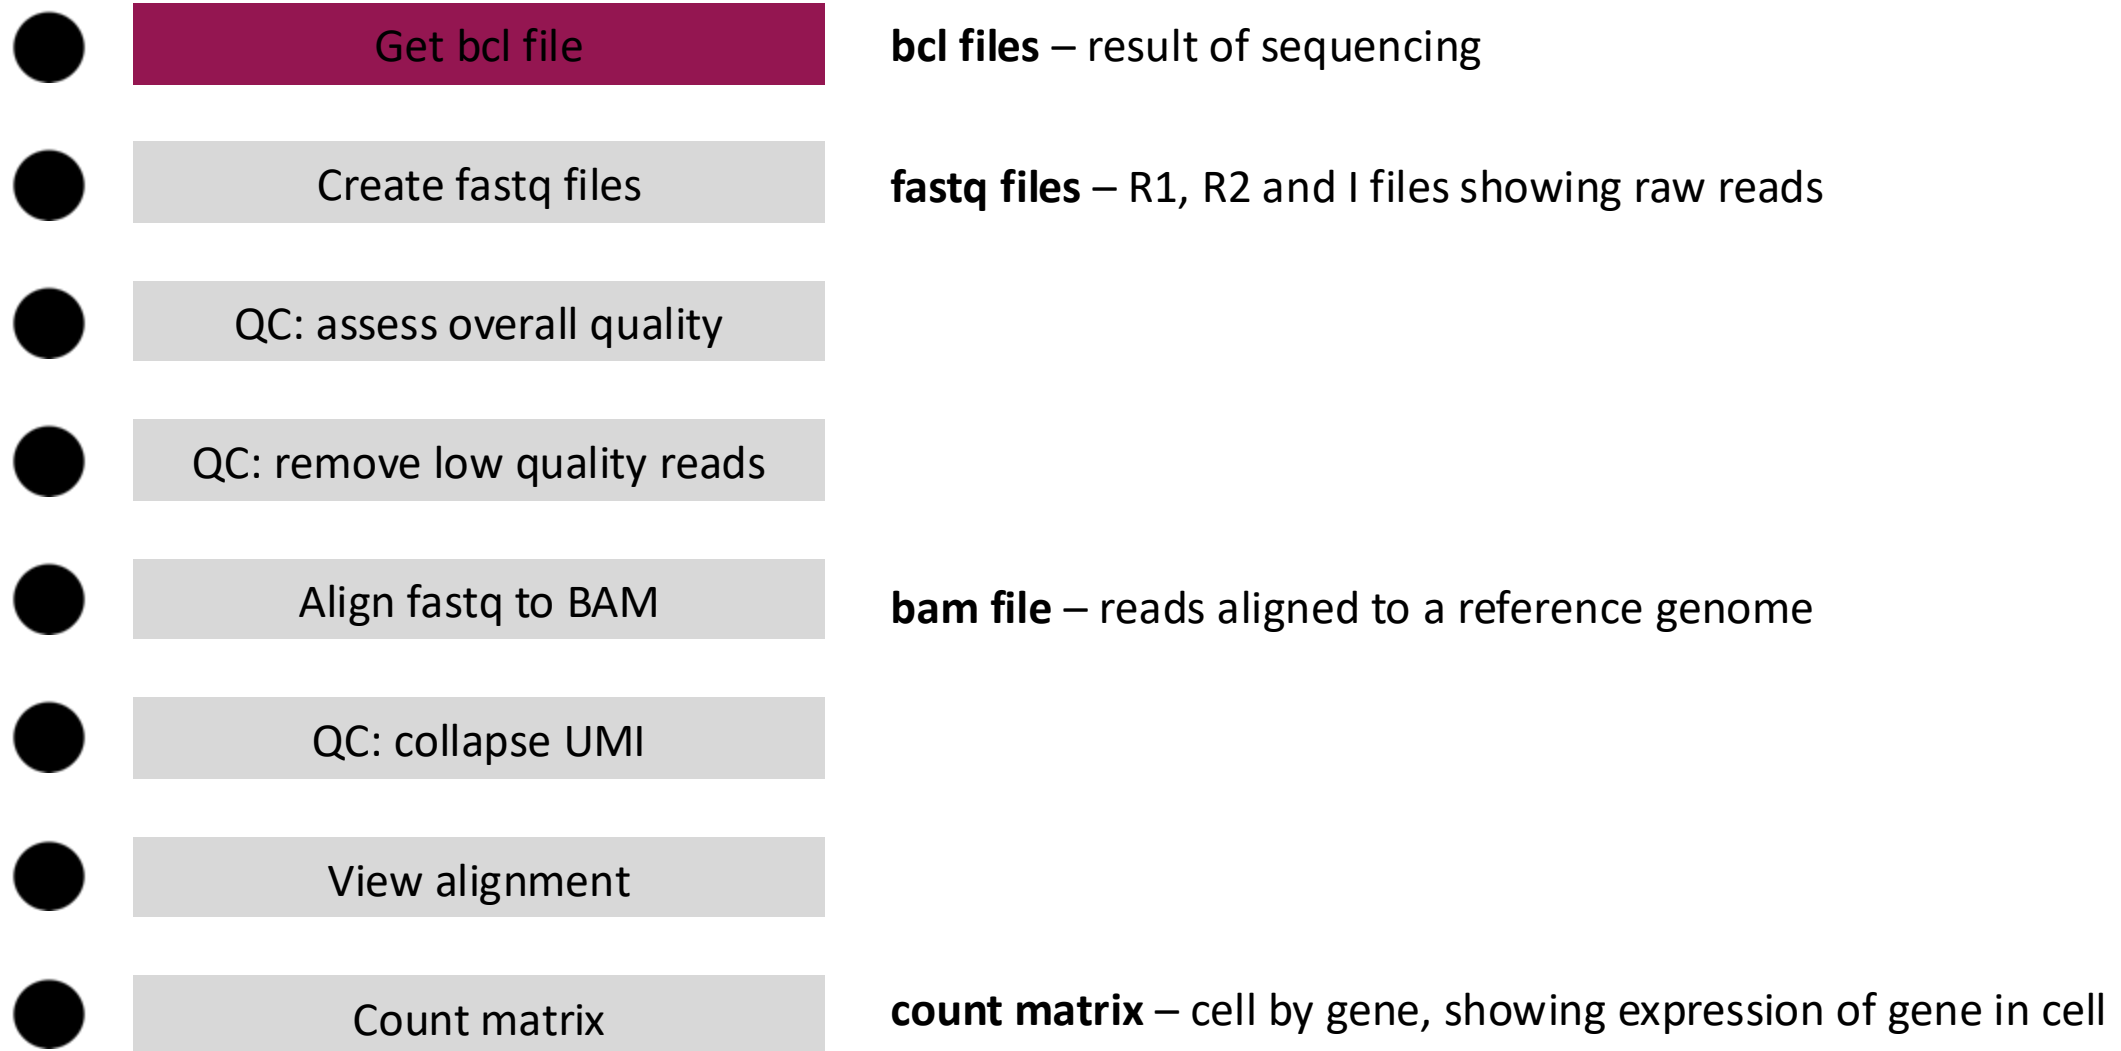 Get bcl file
bcl files – result of sequencing
Create fastq files
fastq files – R1, R2 and I files showing raw reads
QC: assess overall quality
QC: remove low quality reads
Align fastq to BAM
bam file – reads aligned to a reference genome
QC: collapse UMI
View alignment
Count matrix
count matrix – cell by gene, showing expression of gene in cell